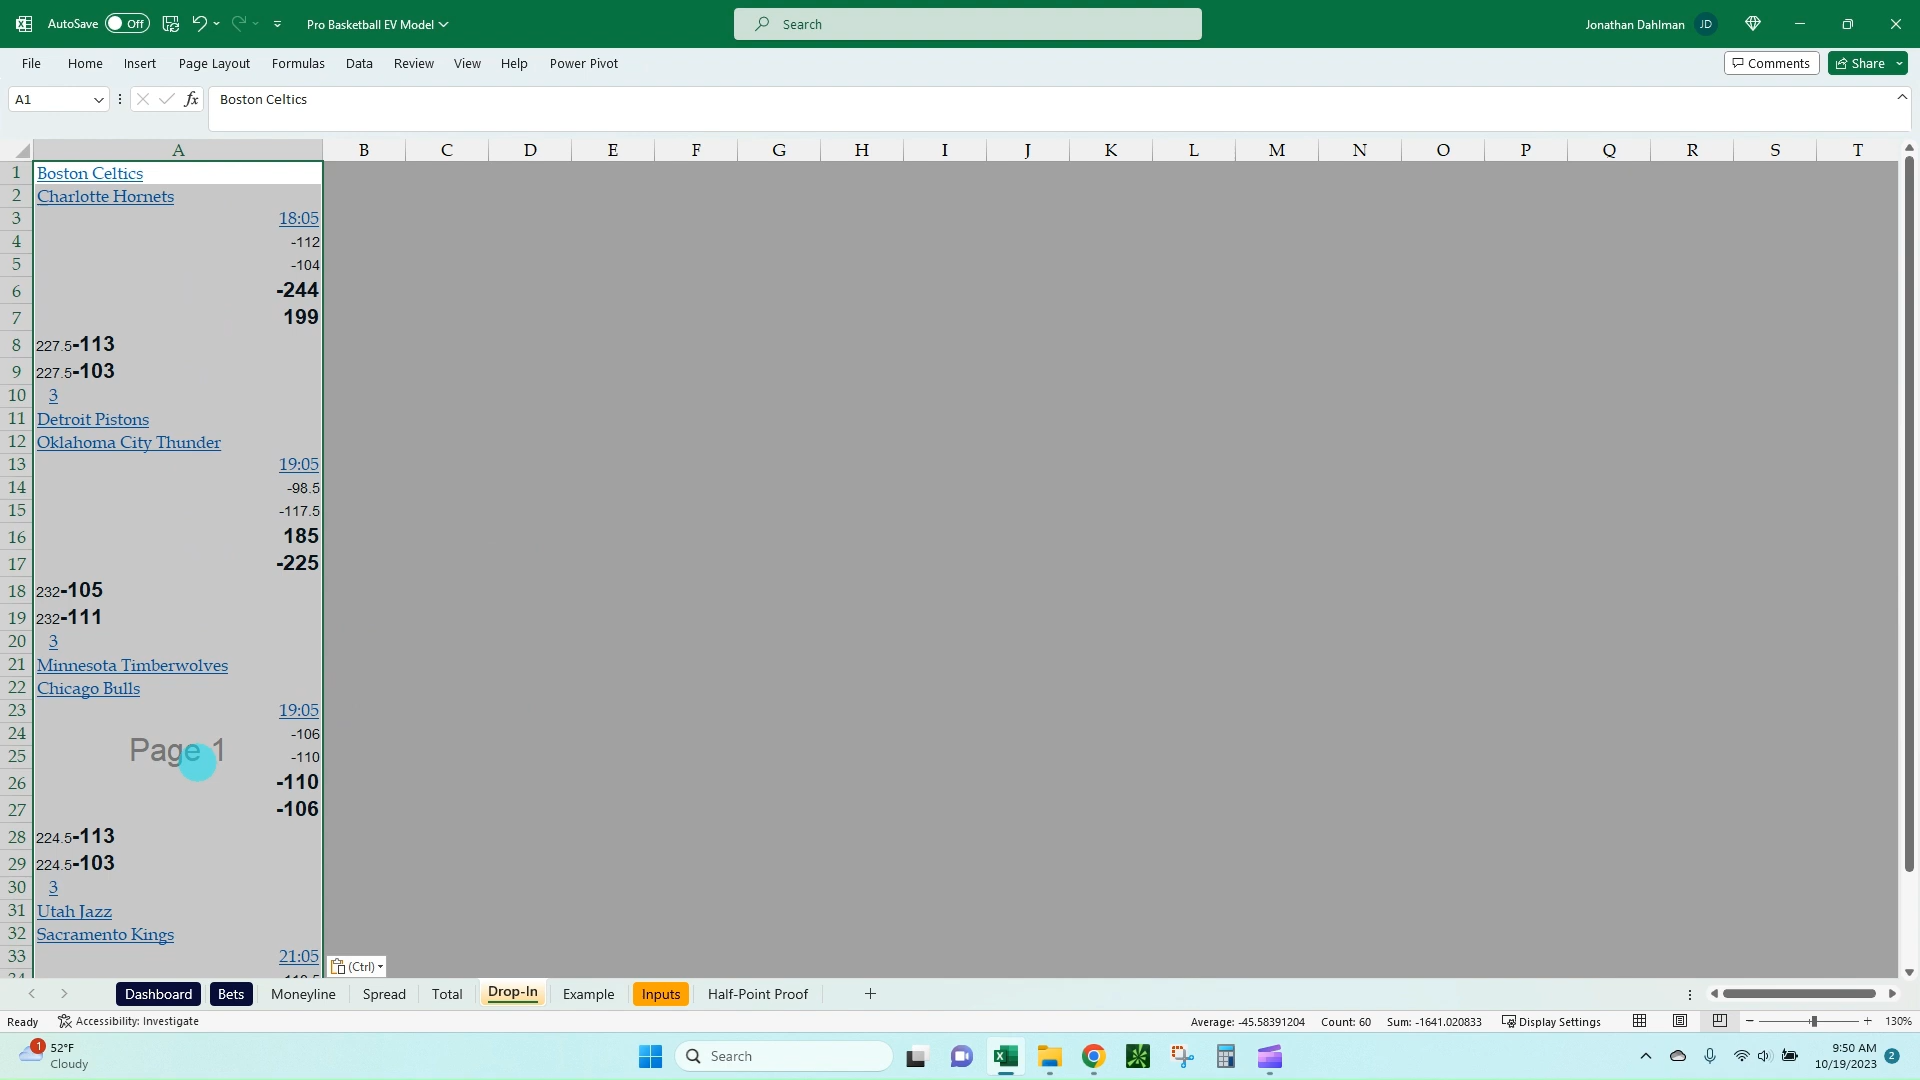 AutoSave Off Pro Basketball EV Model Search Jonathan Dahlman JD
File Home Insert Page Layout Formulas Data Review View Help Power Pivot Comments Share
A1 fx Boston Celtics
A B C D E F G H I J K L M N O P Q R S T
1 Boston Celtics
2 Charlotte Hornets
3 18:05
4 -112
5 -104
6 -244
7 199
8 227.5-113
9 227.5-103
10 3
11 Detroit Pistons
12 Oklahoma City Thunder
13 19:05
14 -98.5
15 -117.5
16 185
17 -225
18 232-105
19 232-111
20 3
21 Minnesota Timberwolves
22 Chicago Bulls
23 19:05
24 -106
Page 1
25 -110
26 -110
27 -106
28 224.5-113
29 224.5-103
30 3
31 Utah Jazz
32 Sacramento Kings
33 21:05
(Ctrl)
Dashboard Bets Moneyline Spread Total Drop-In Example Inputs Half-Point Proof
Ready Accessibility: Investigate Average: -45.58391204 Count: 60 Sum: -1641.020833 Display Settings 130%
1 52°F Search 9:50 AM
Cloudy 10/19/2023 2